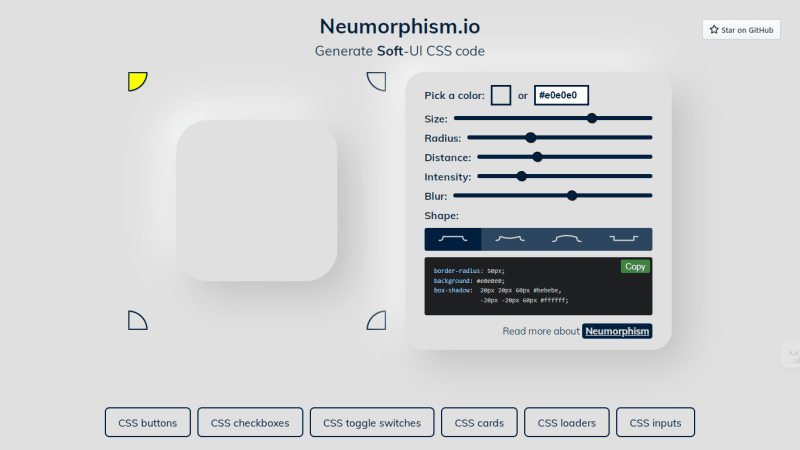 Neumorphism.io
Generate Soft-UI CSS code
Star on GitHub
Pick a color: or #e0e0e0
Size:
Radius:
Distance:
Intensity:
Blur:
Shape:
Copy
border-radius: 50px;
background: #e0e0e0;
box-shadow: 20px 20px 60px #bebebe,
-20px -20px 60px #ffffff;
Read more about Neumorphism
CSS buttons CSS checkboxes CSS toggle switches CSS cards CSS loaders CSS inputs